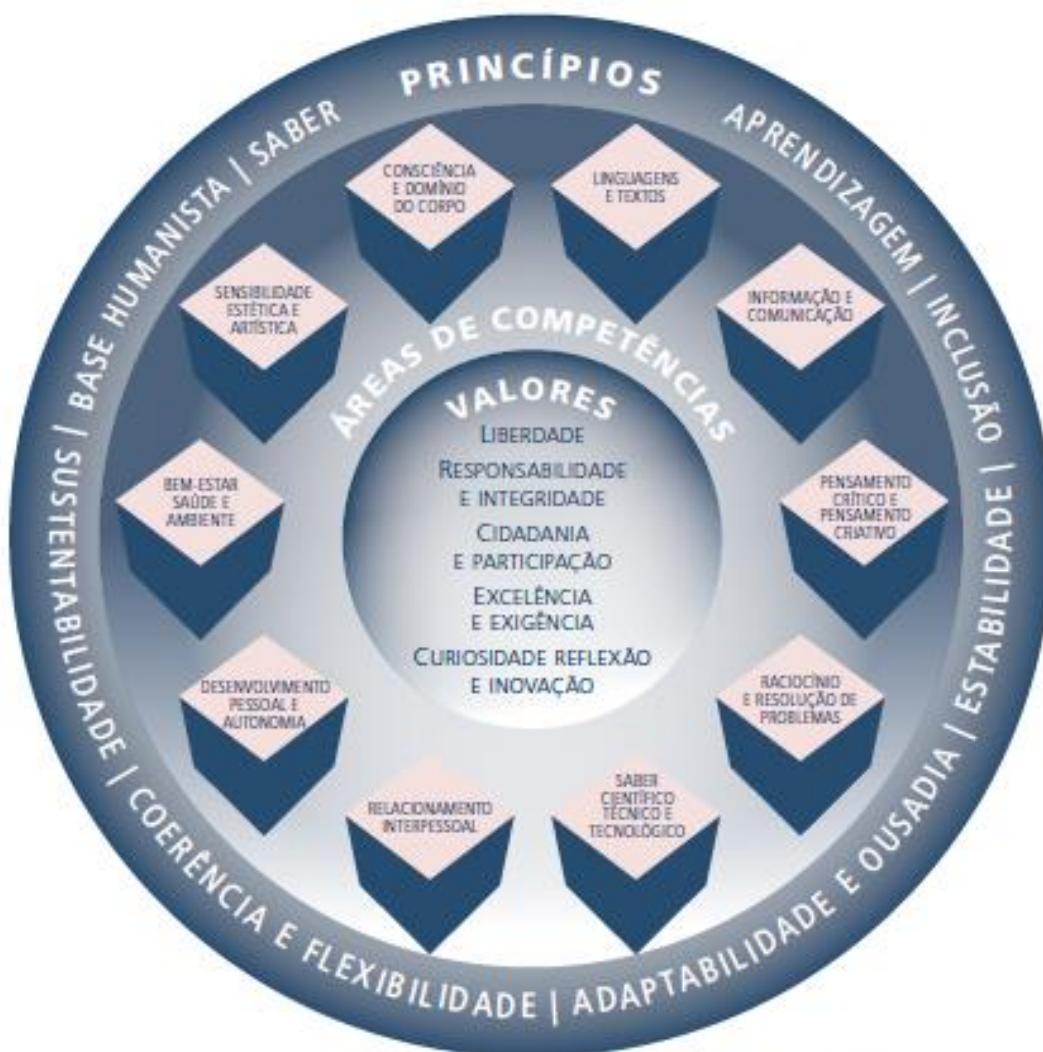 PRINCÍPIOS
APRENDIZAGEM | INCLUSÃO | ESTABILIDADE | ADAPTABILIDADE E OUSADIA | COERÊNCIA E FLEXIBILIDADE | SUSTENTABILIDADE | BASE HUMANISTA | SABER
ÁREAS DE COMPETÊNCIAS
LINGUAGENS
E TEXTOS
INFORMAÇÃO E
COMUNICAÇÃO
PENSAMENTO
CRÍTICO E
PENSAMENTO
CRIATIVO
RACIOCÍNIO
E RESOLUÇÃO DE
PROBLEMAS
SABER
CIENTÍFICO
TÉCNICO E
TECNOLÓGICO
RELACIONAMENTO
INTERPESSOAL
DESENVOLVIMENTO
PESSOAL E
AUTONOMIA
BEM-ESTAR
SAÚDE E
AMBIENTE
SENSIBILIDADE
ESTÉTICA E
ARTÍSTICA
CONSCIÊNCIA
E DOMÍNIO
DO CORPO
VALORES
LIBERDADE
RESPONSABILIDADE
E INTEGRIDADE
CIDADANIA
E PARTICIPAÇÃO
EXCELÊNCIA
E EXIGÊNCIA
CURIOSIDADE REFLEXÃO
E INOVAÇÃO